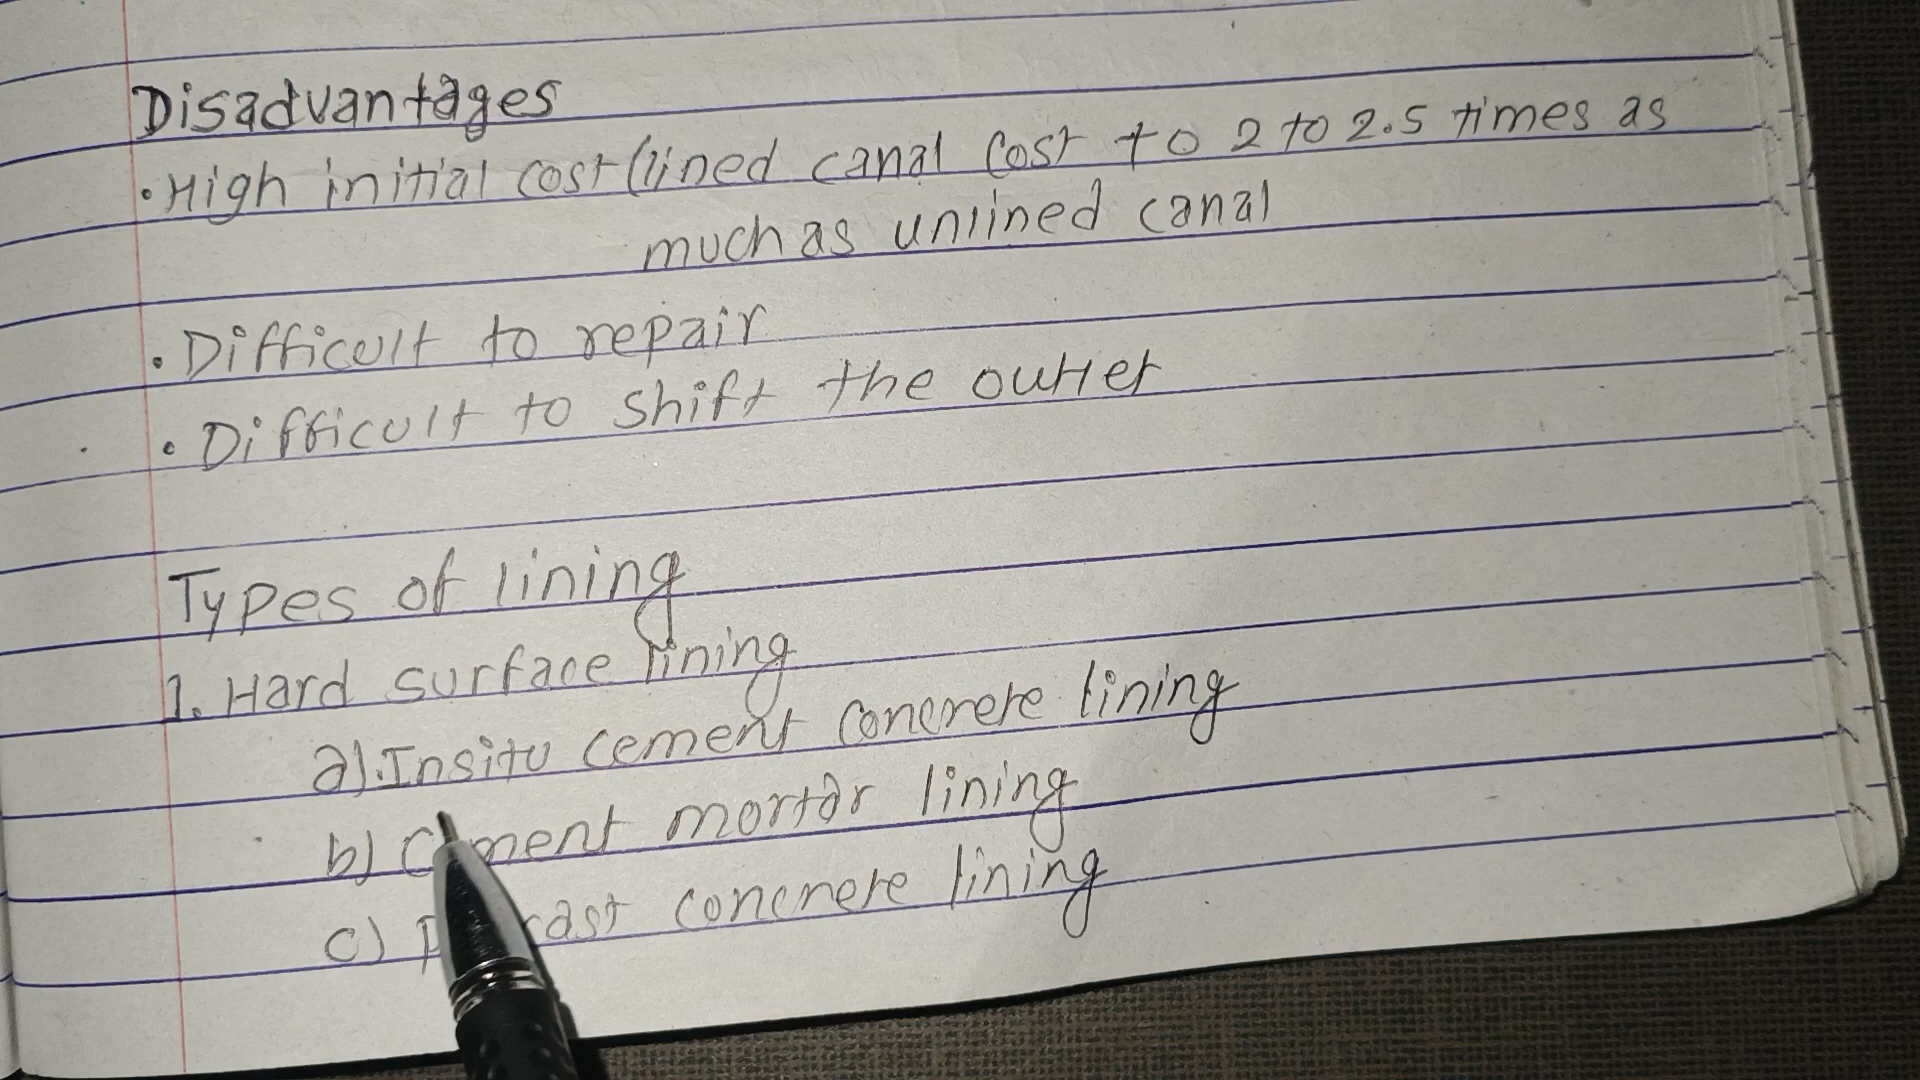 Disadvantages
• High initial cost (lined canal cost to 2 to 2.5 times as
much as unlined canal
• Difficult to repair
• Difficult to shift the outlet
Types of lining
1. Hard surface lining
a). Insitu cement concrete lining
b) Cement mortar lining
c) concrete lining